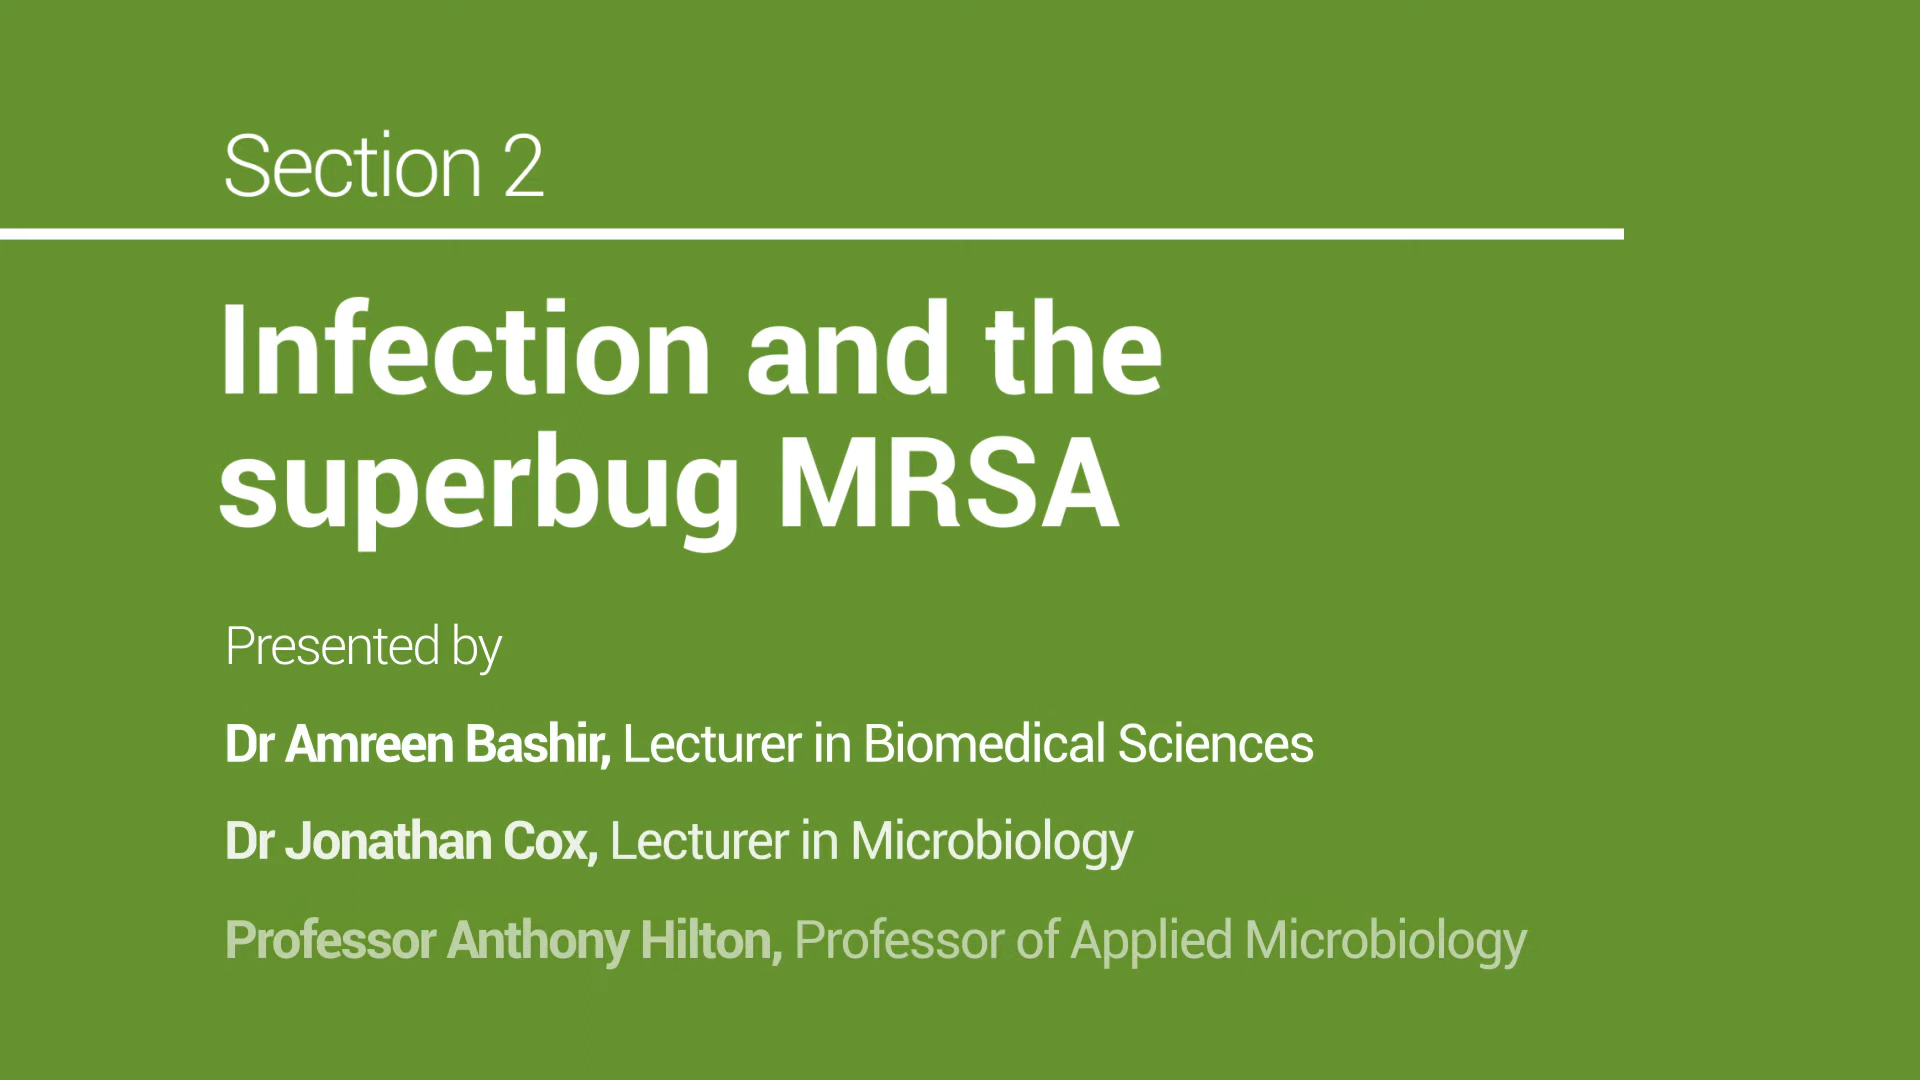 Section 2
Infection and the
superbug MRSA
Presented by
Dr Amreen Bashir, Lecturer in Biomedical Sciences
Dr Jonathan Cox, Lecturer in Microbiology
Professor Anthony Hilton, Professor of Applied Microbiology